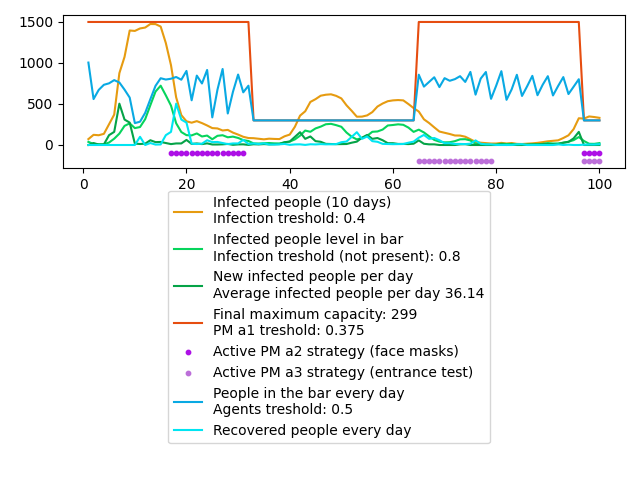 1500
1000
500
0
0
20
40
60
80
100
Infected people (10 days)
Infection treshold: 0.4
Infected people level in bar
Infection treshold (not present): 0.8
New infected people per day
Average infected people per day 36.14
Final maximum capacity: 299
PM a1 treshold: 0.375
Active PM a2 strategy (face masks)
Active PM a3 strategy (entrance test)
People in the bar every day
Agents treshold: 0.5
Recovered people every day